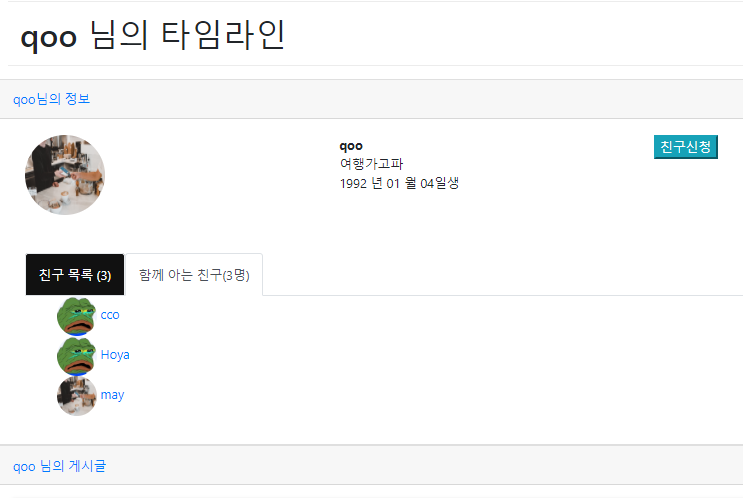 qoo 님의 타임라인
qoo님의 정보
qoo
친구신청
여행가고파
1992 년 01 월 04일생
친구 목록 (3)
함께 아는 친구(3명)
cco
Hoya
may
qoo 님의 게시글